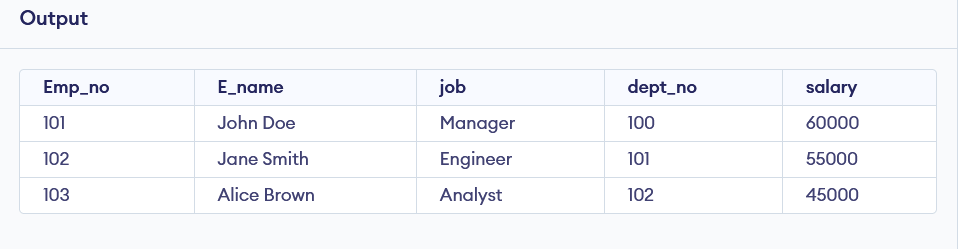 Output
Emp_no E_name job dept_no salary
101 John Doe Manager 100 60000
102 Jane Smith Engineer 101 55000
103 Alice Brown Analyst 102 45000